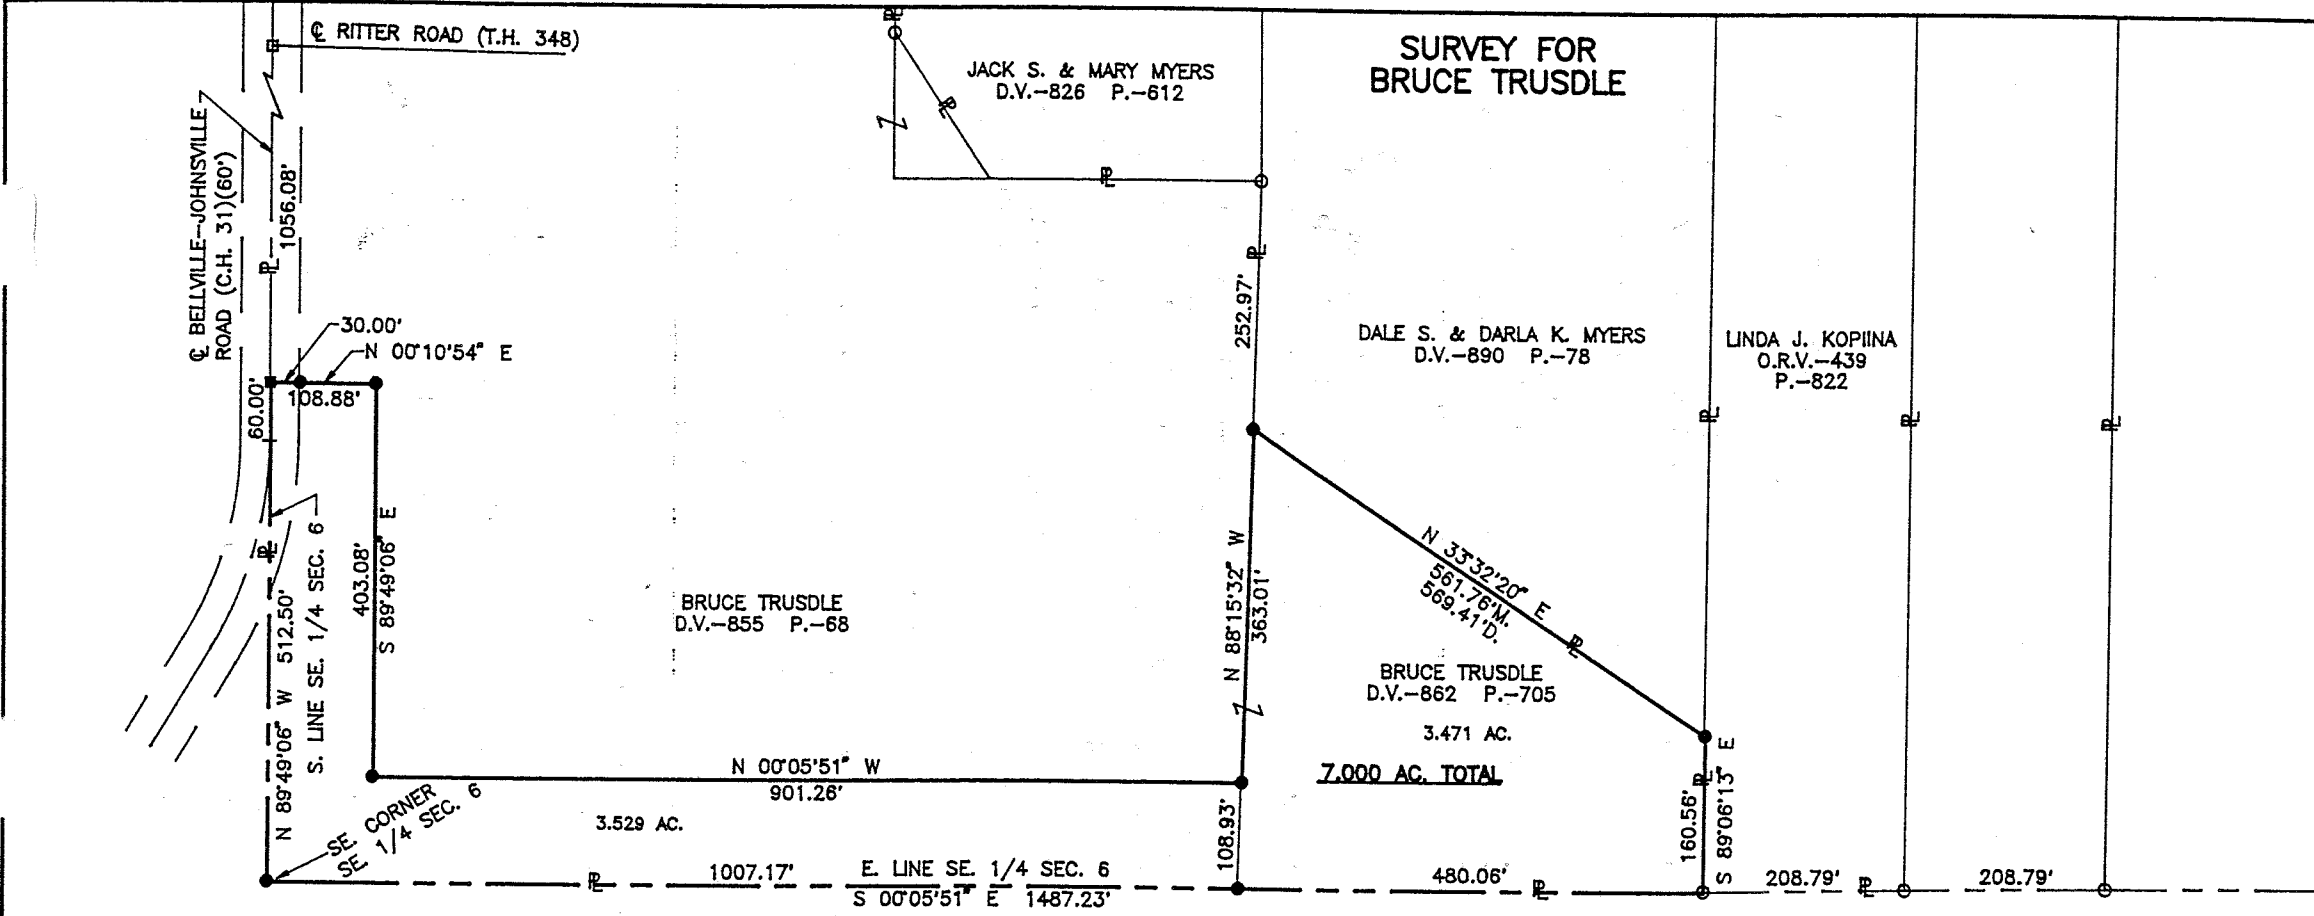 ℄ RITTER ROAD (T.H. 348)
SURVEY FOR
BRUCE TRUSDLE
JACK S. & MARY MYERS
D.V.-826 P.-612
℄ BELLVILLE-JOHNSVILLE
ROAD (C.H. 31)(60')
1056.08'
30.00'
N 00°10'54" E
108.88'
60.00'
252.97'
DALE S. & DARLA K. MYERS
D.V.-890 P.-78
LINDA J. KOPIINA
O.R.V.-439
P.-822
403.08'
S 89°49'06" E
S. LINE SE. 1/4 SEC. 6
N 89°49'06" W 512.50'
BRUCE TRUSDLE
D.V.-855 P.-68
N 88°15'32" W
363.01'
N 33°32'20" E
561.76'M.
569.41'D.
BRUCE TRUSDLE
D.V.-862 P.-705
3.471 AC.
7.000 AC. TOTAL
N 00°05'51" W
901.26'
SE. CORNER
SE. 1/4 SEC. 6
3.529 AC.
108.93'
160.56'
S 89°06'13" E
1007.17'
E. LINE SE. 1/4 SEC. 6
S 00°05'51" E 1487.23'
480.06'
208.79'
208.79'